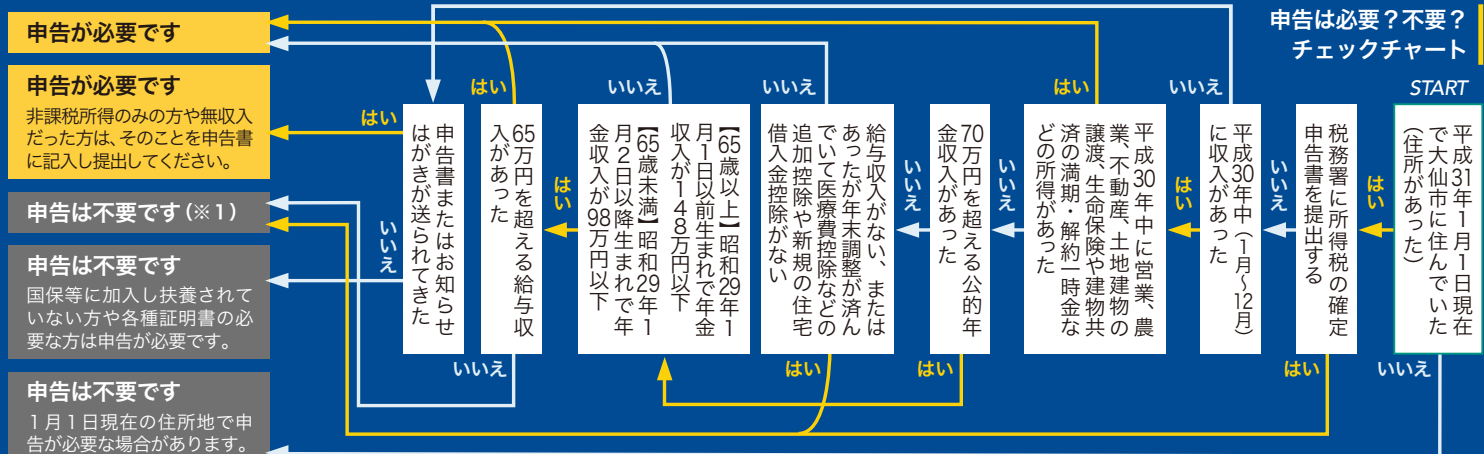 申告は必要？不要？
チェックチャート
START
平成31年1月1日現在
で大仙市に住んでいた
（住所があった）
はい
いいえ
税務署に所得税の確定
申告書を提出する
いいえ
はい
平成30年中（1月～12月）
に収入があった
いいえ
はい
平成30年中に営業、農
業、不動産、土地建物の
譲渡、生命保険や建物共
済の満期・解約一時金な
どの所得があった
はい
いいえ
70万円を超える公的年
金収入があった
いいえ
はい
給与収入がない、または
あったが年末調整が済ん
でいて医療費控除などの
追加控除や新規の住宅
借入金控除がない
いいえ
はい
【65歳以上】昭和29年1
月1日以前生まれで年金
収入が148万円以下
【65歳未満】昭和29年1
月2日以降生まれで年
金収入が98万円以下
いいえ
はい
65万円を超える給与収
入があった
はい
いいえ
申告書またはお知らせ
はがきが送られてきた
はい
いいえ
申告が必要です
申告が必要です
非課税所得のみの方や無収入
だった方は、そのことを申告書
に記入し提出してください。
申告は不要です（※1）
申告は不要です
国保等に加入し扶養されて
いない方や各種証明書の必
要な方は申告が必要です。
申告は不要です
1月1日現在の住所地で申
告が必要な場合があります。